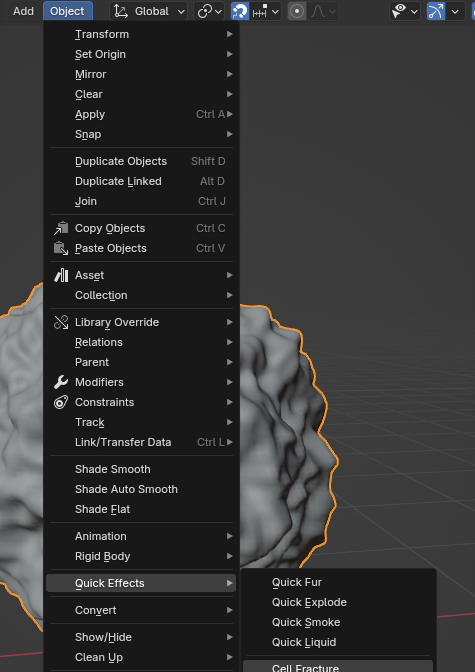 Add Object Global
Transform
Set Origin
Mirror
Clear
Apply Ctrl A
Snap
Duplicate Objects Shift D
Duplicate Linked Alt D
Join Ctrl J
Copy Objects Ctrl C
Paste Objects Ctrl V
Asset
Collection
Library Override
Relations
Parent
Modifiers
Constraints
Track
Link/Transfer Data Ctrl L
Shade Smooth
Shade Auto Smooth
Shade Flat
Animation
Rigid Body
Quick Effects
Quick Fur
Quick Explode
Quick Smoke
Quick Liquid
Cell Fracture
Convert
Show/Hide
Clean Up